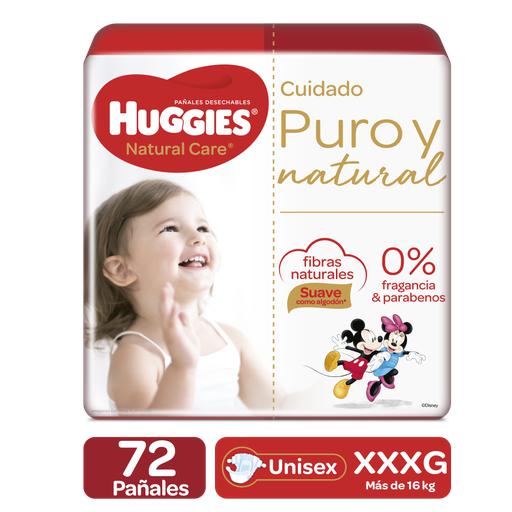 PAÑALES DESECHABLES
HUGGIES®
Natural Care®
Cuidado
Puro y
natural
fibras
naturales
Suave
como algodón*
0%
fragancia
& parabenos
©Disney
72
Pañales
Unisex
XXXG
Más de 16 kg